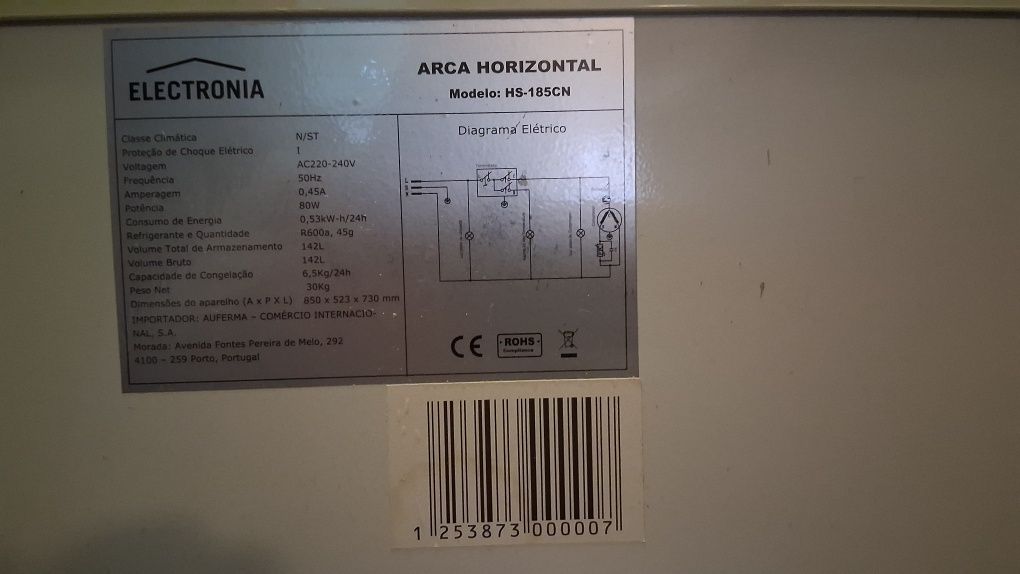 ELECTRONIA
ARCA HORIZONTAL
Modelo: HS-185CN
Classe Climática N/ST
Proteção de Choque Elétrico I
Voltagem AC220-240V
Frequência 50Hz
Amperagem 0,45A
Potência 80W
Consumo de Energia 0,53kW-h/24h
Refrigerante e Quantidade R600a, 45g
Volume Total de Armazenamento 142L
Volume Bruto 142L
Capacidade de Congelação 6,5Kg/24h
Peso Net 30Kg
Dimensões do aparelho (A x P X L) 850 x 523 x 730 mm
IMPORTADOR: AUFERMA – COMÉRCIO INTERNACIO-
NAL, S.A.
Morada: Avenida Fontes Pereira de Melo, 292
4100 – 259 Porto, Portugal
Diagrama Elétrico
L
CE
ROHS
Compliance
1 253873 000007